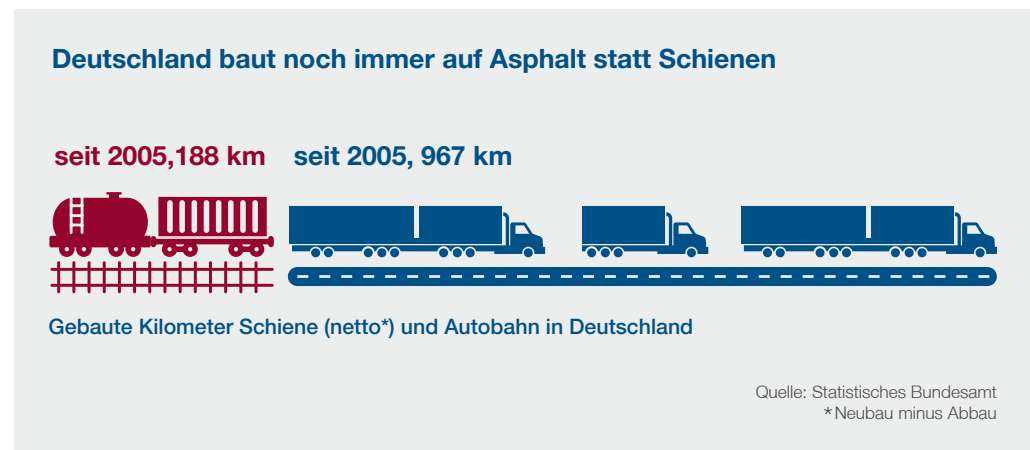 Deutschland baut noch immer auf Asphalt statt Schienen
seit 2005,188 km
seit 2005, 967 km
Gebaute Kilometer Schiene (netto*) und Autobahn in Deutschland
Quelle: Statistisches Bundesamt
*Neubau minus Abbau